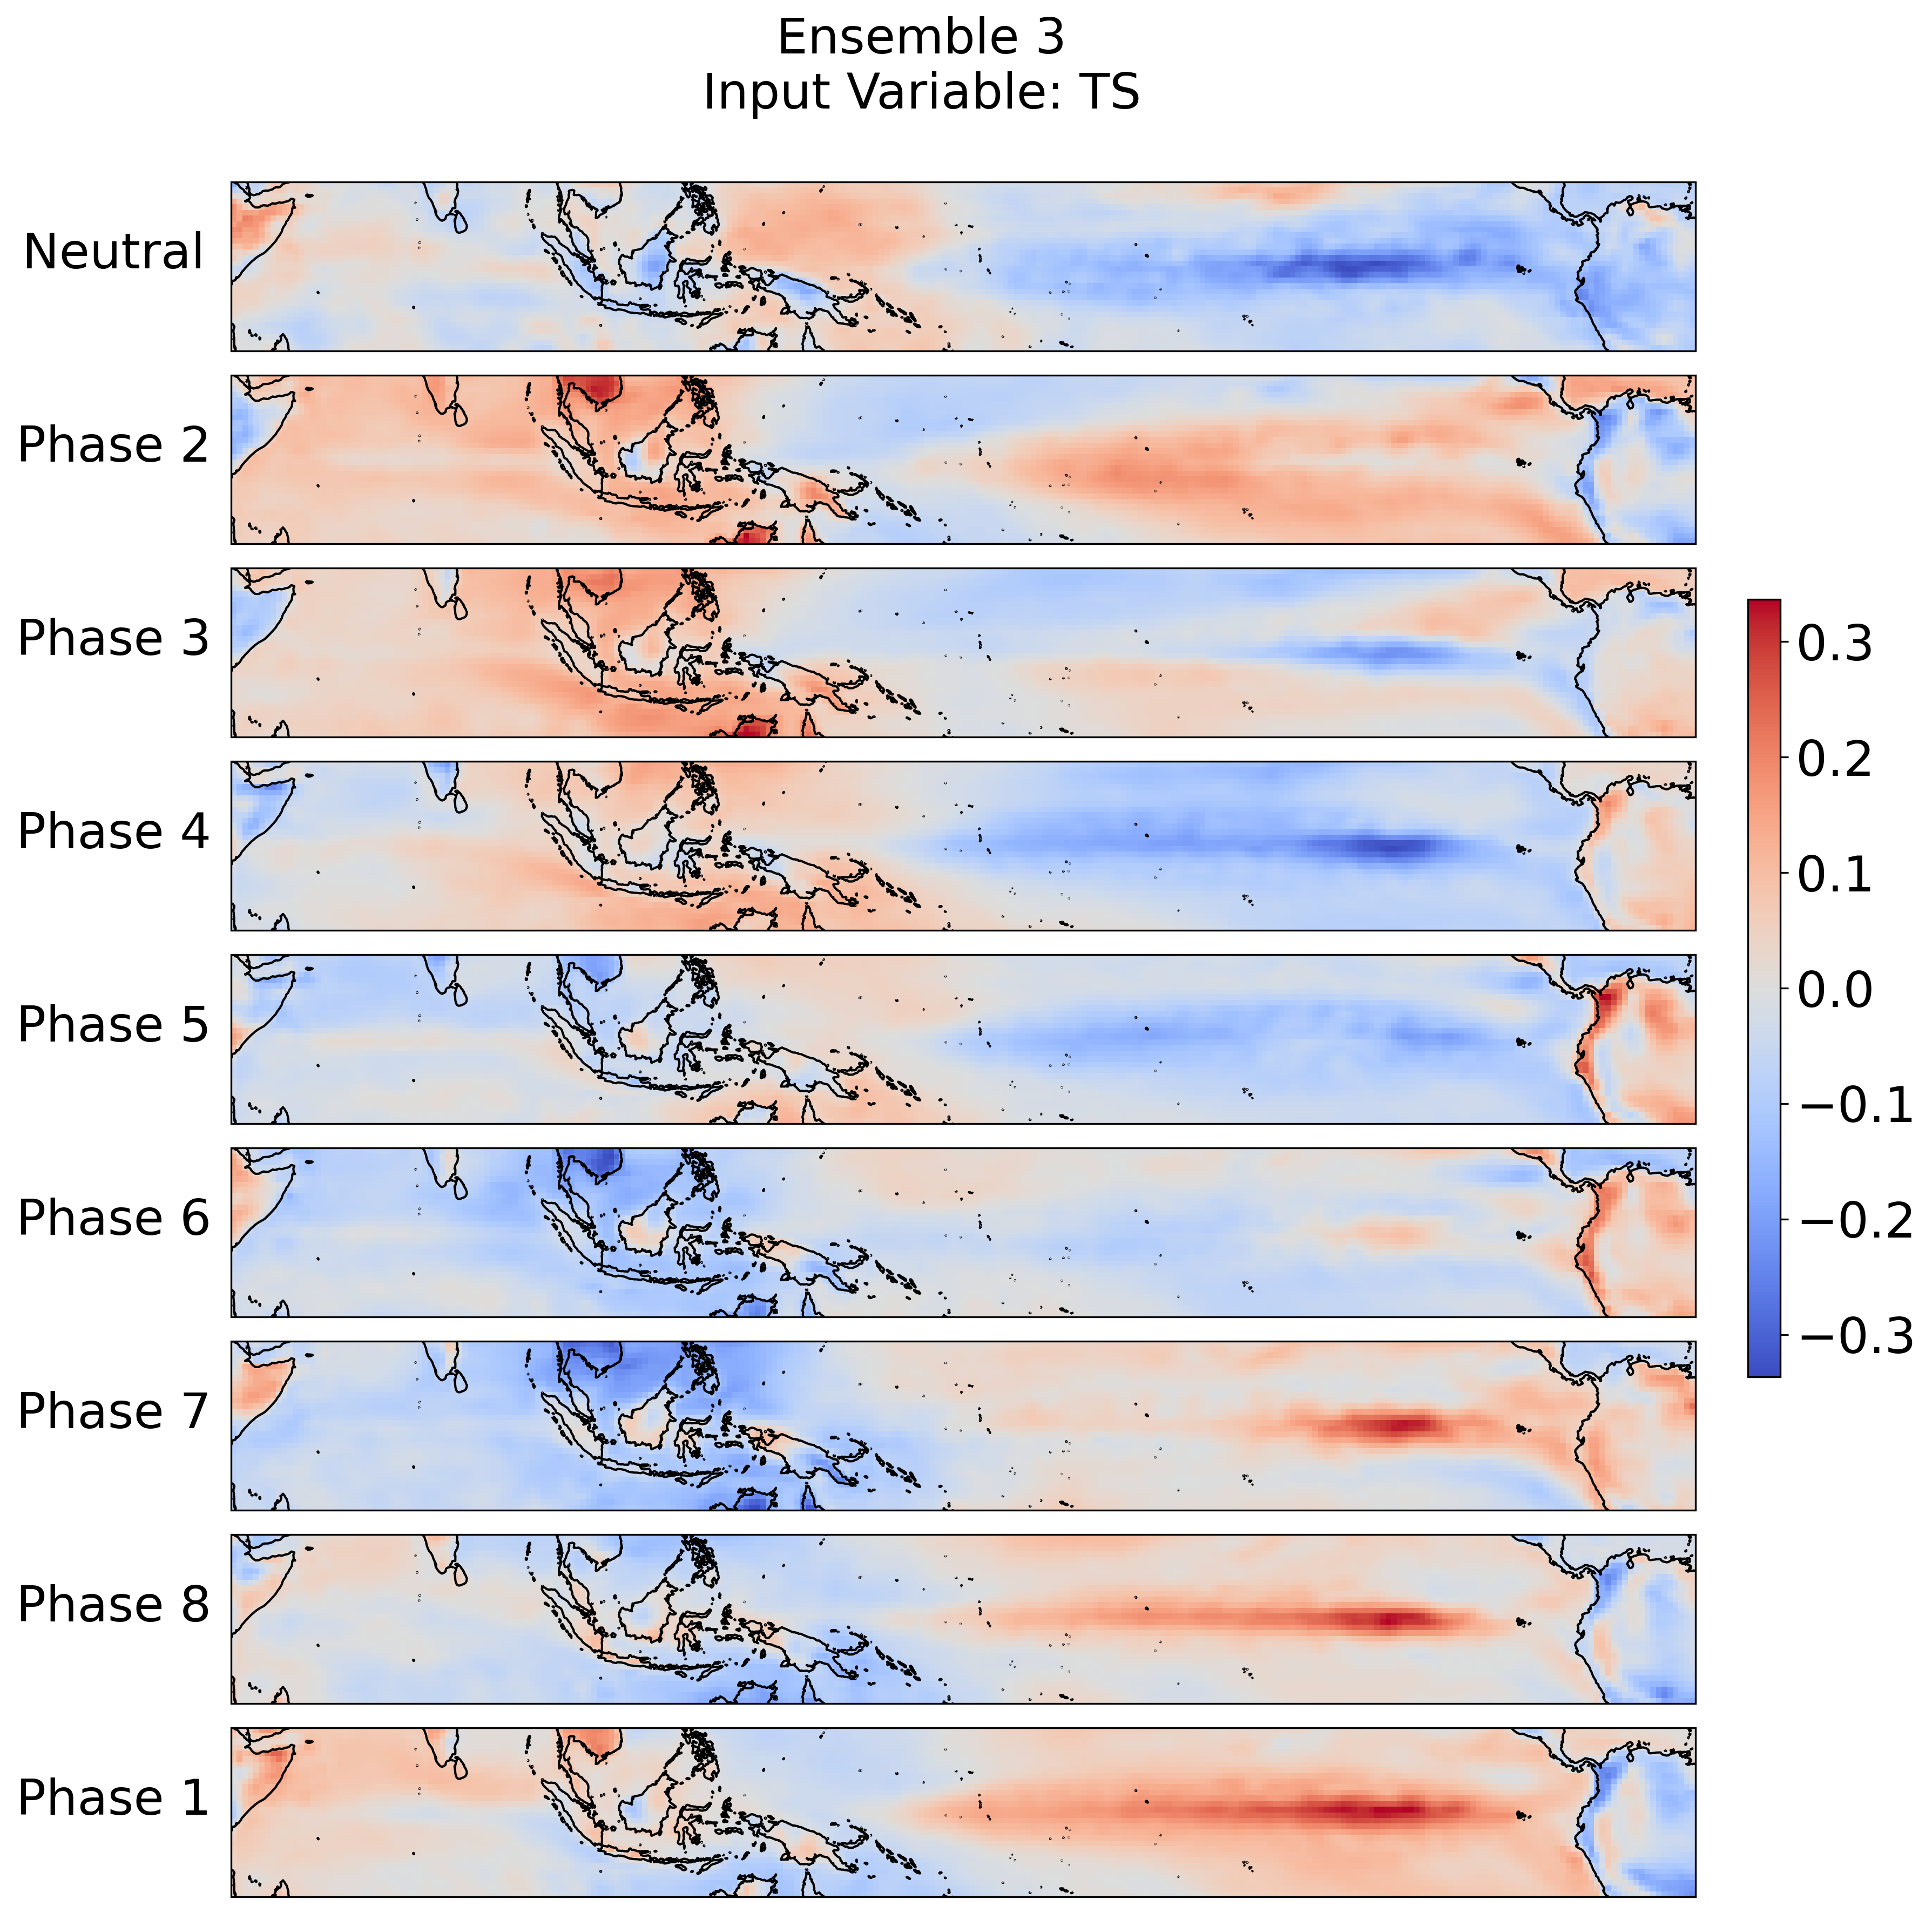 Ensemble 3
Input Variable: TS
Neutral
Phase 2
Phase 3
Phase 4
Phase 5
Phase 6
Phase 7
Phase 8
Phase 1
0.3
0.2
0.1
0.0
−0.1
−0.2
−0.3